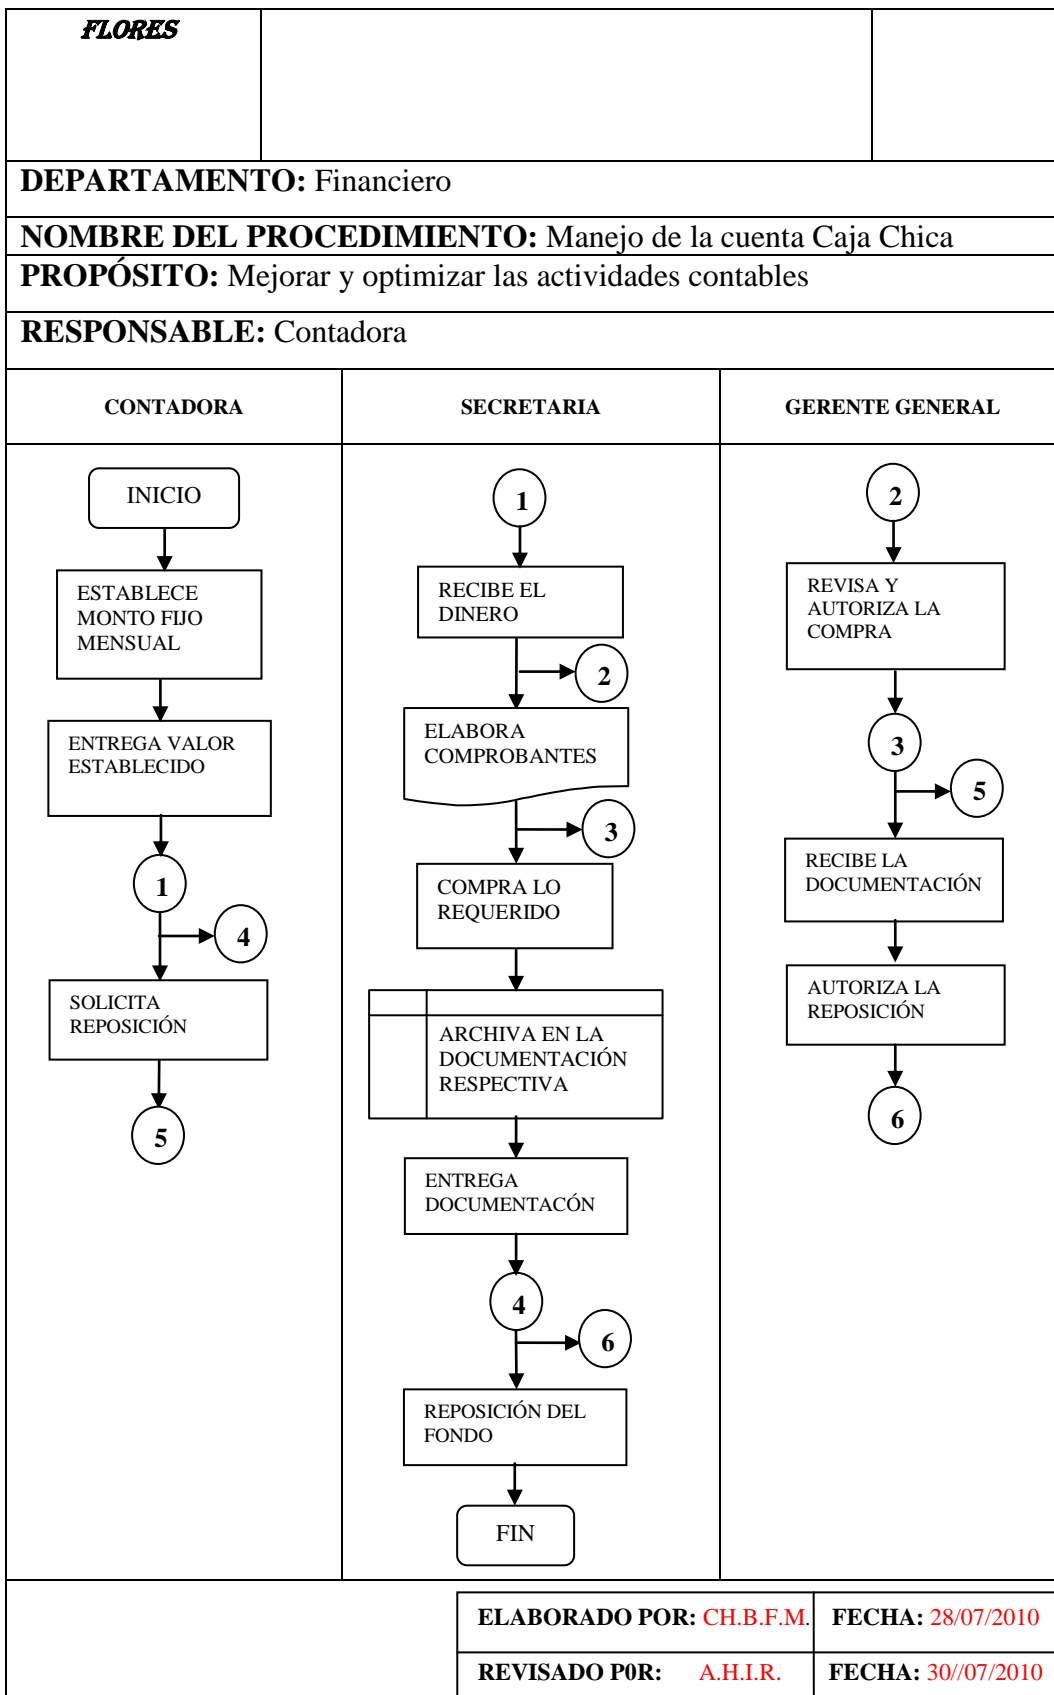 FLORES
DEPARTAMENTO: Financiero
NOMBRE DEL PROCEDIMIENTO: Manejo de la cuenta Caja Chica
PROPÓSITO: Mejorar y optimizar las actividades contables
RESPONSABLE: Contadora
CONTADORA
SECRETARIA
GERENTE GENERAL
INICIO
ESTABLECE
MONTO FIJO
MENSUAL
ENTREGA VALOR
ESTABLECIDO
1
4
SOLICITA
REPOSICIÓN
5
1
RECIBE EL
DINERO
2
ELABORA
COMPROBANTES
3
COMPRA LO
REQUERIDO
ARCHIVA EN LA
DOCUMENTACIÓN
RESPECTIVA
ENTREGA
DOCUMENTACÓN
4
6
REPOSICIÓN DEL
FONDO
FIN
2
REVISA Y
AUTORIZA LA
COMPRA
3
5
RECIBE LA
DOCUMENTACIÓN
AUTORIZA LA
REPOSICIÓN
6
ELABORADO POR: CH.B.F.M. FECHA: 28/07/2010
REVISADO P0R: A.H.I.R. FECHA: 30//07/2010